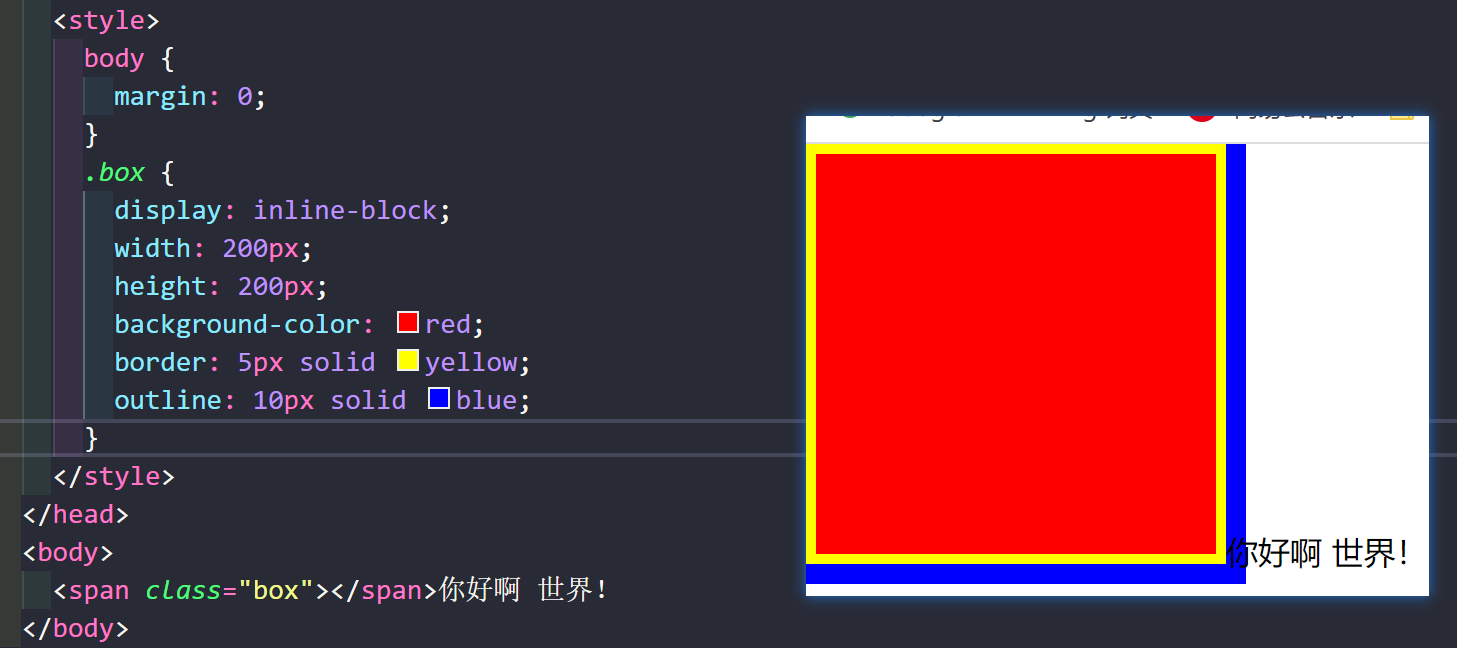 <style>
body {
margin: 0;
}
.box {
display: inline-block;
width: 200px;
height: 200px;
background-color: red;
border: 5px solid yellow;
outline: 10px solid blue;
}
</style>
</head>
<body>
<span class="box"></span>你好啊 世界!
</body>
你好啊 世界!